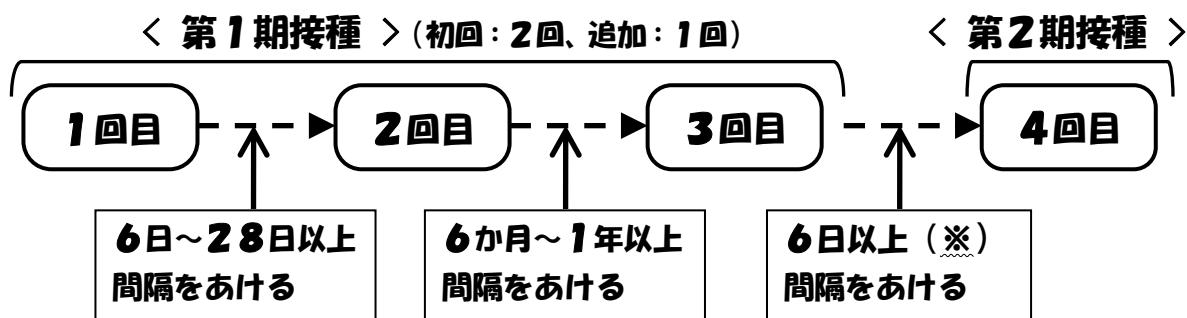 ＜ 第1期接種 ＞（初回：2回、追加：1回）
＜ 第2期接種 ＞
1回目
2回目
3回目
4回目
6日～28日以上
間隔をあける
6か月～1年以上
間隔をあける
6日以上（※）
間隔をあける